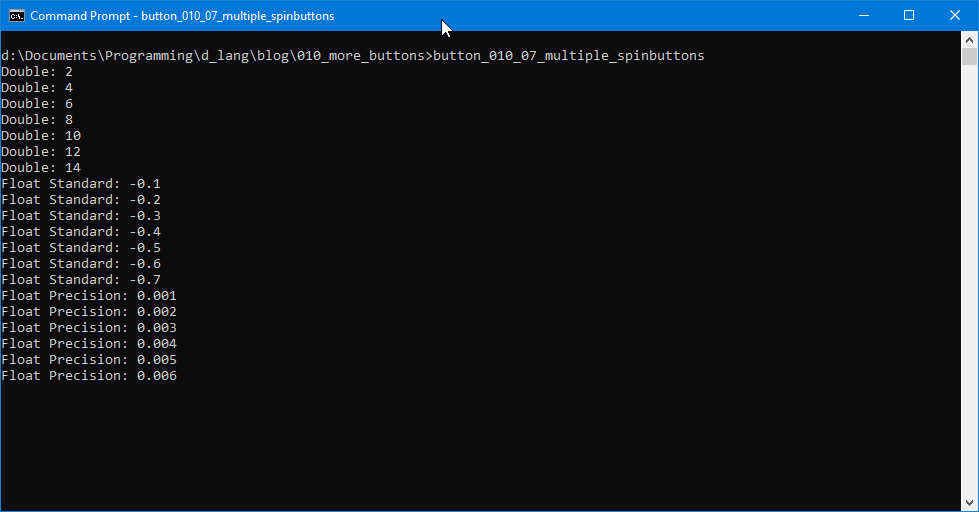 Command Prompt - button_010_07_multiple_spinbuttons
d:\Documents\Programming\d_lang\blog\010_more_buttons>button_010_07_multiple_spinbuttons
Double: 2
Double: 4
Double: 6
Double: 8
Double: 10
Double: 12
Double: 14
Float Standard: -0.1
Float Standard: -0.2
Float Standard: -0.3
Float Standard: -0.4
Float Standard: -0.5
Float Standard: -0.6
Float Standard: -0.7
Float Precision: 0.001
Float Precision: 0.002
Float Precision: 0.003
Float Precision: 0.004
Float Precision: 0.005
Float Precision: 0.006